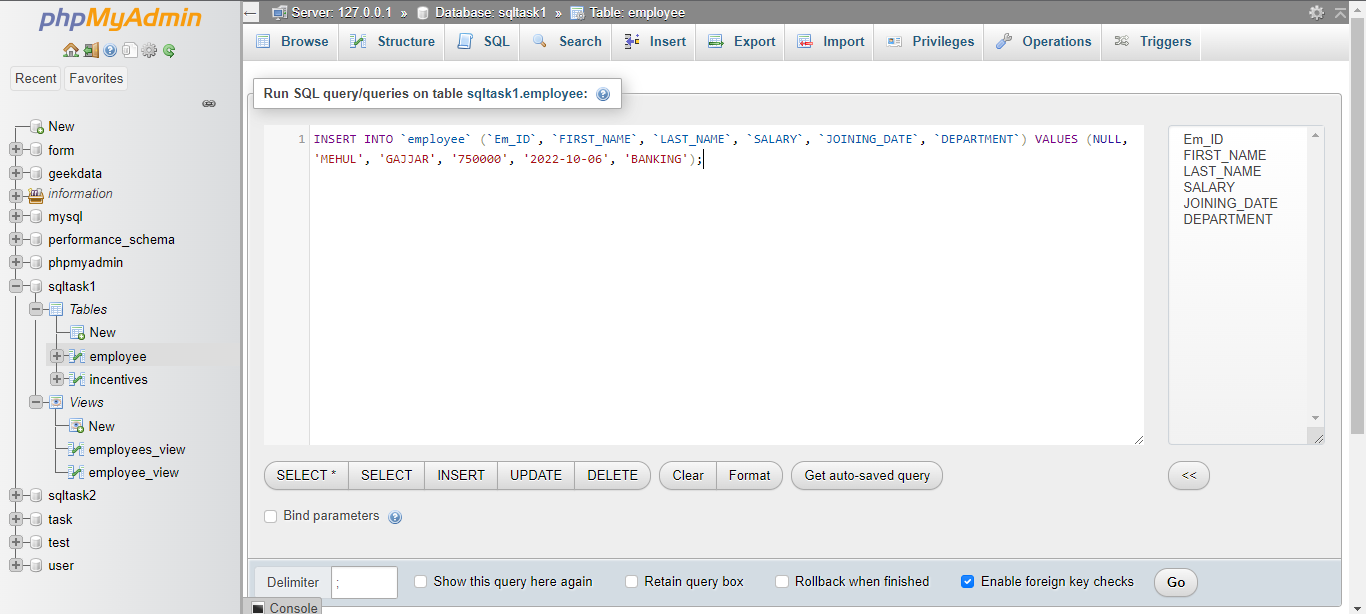 phpMyAdmin
Recent Favorites
New
form
geekdata
information
mysql
performance_schema
phpmyadmin
sqltask1
Tables
New
employee
incentives
Views
New
employees_view
employee_view
sqltask2
task
test
user
Server: 127.0.0.1 » Database: sqltask1 » Table: employee
Browse Structure SQL Search Insert Export Import Privileges Operations Triggers
Run SQL query/queries on table sqltask1.employee:
1 INSERT INTO `employee` (`Em_ID`, `FIRST_NAME`, `LAST_NAME`, `SALARY`, `JOINING_DATE`, `DEPARTMENT`) VALUES (NULL,
'MEHUL', 'GAJJAR', '750000', '2022-10-06', 'BANKING');
Em_ID
FIRST_NAME
LAST_NAME
SALARY
JOINING_DATE
DEPARTMENT
SELECT * SELECT INSERT UPDATE DELETE Clear Format Get auto-saved query <<
Bind parameters
Delimiter ; Show this query here again Retain query box Rollback when finished Enable foreign key checks Go
Console